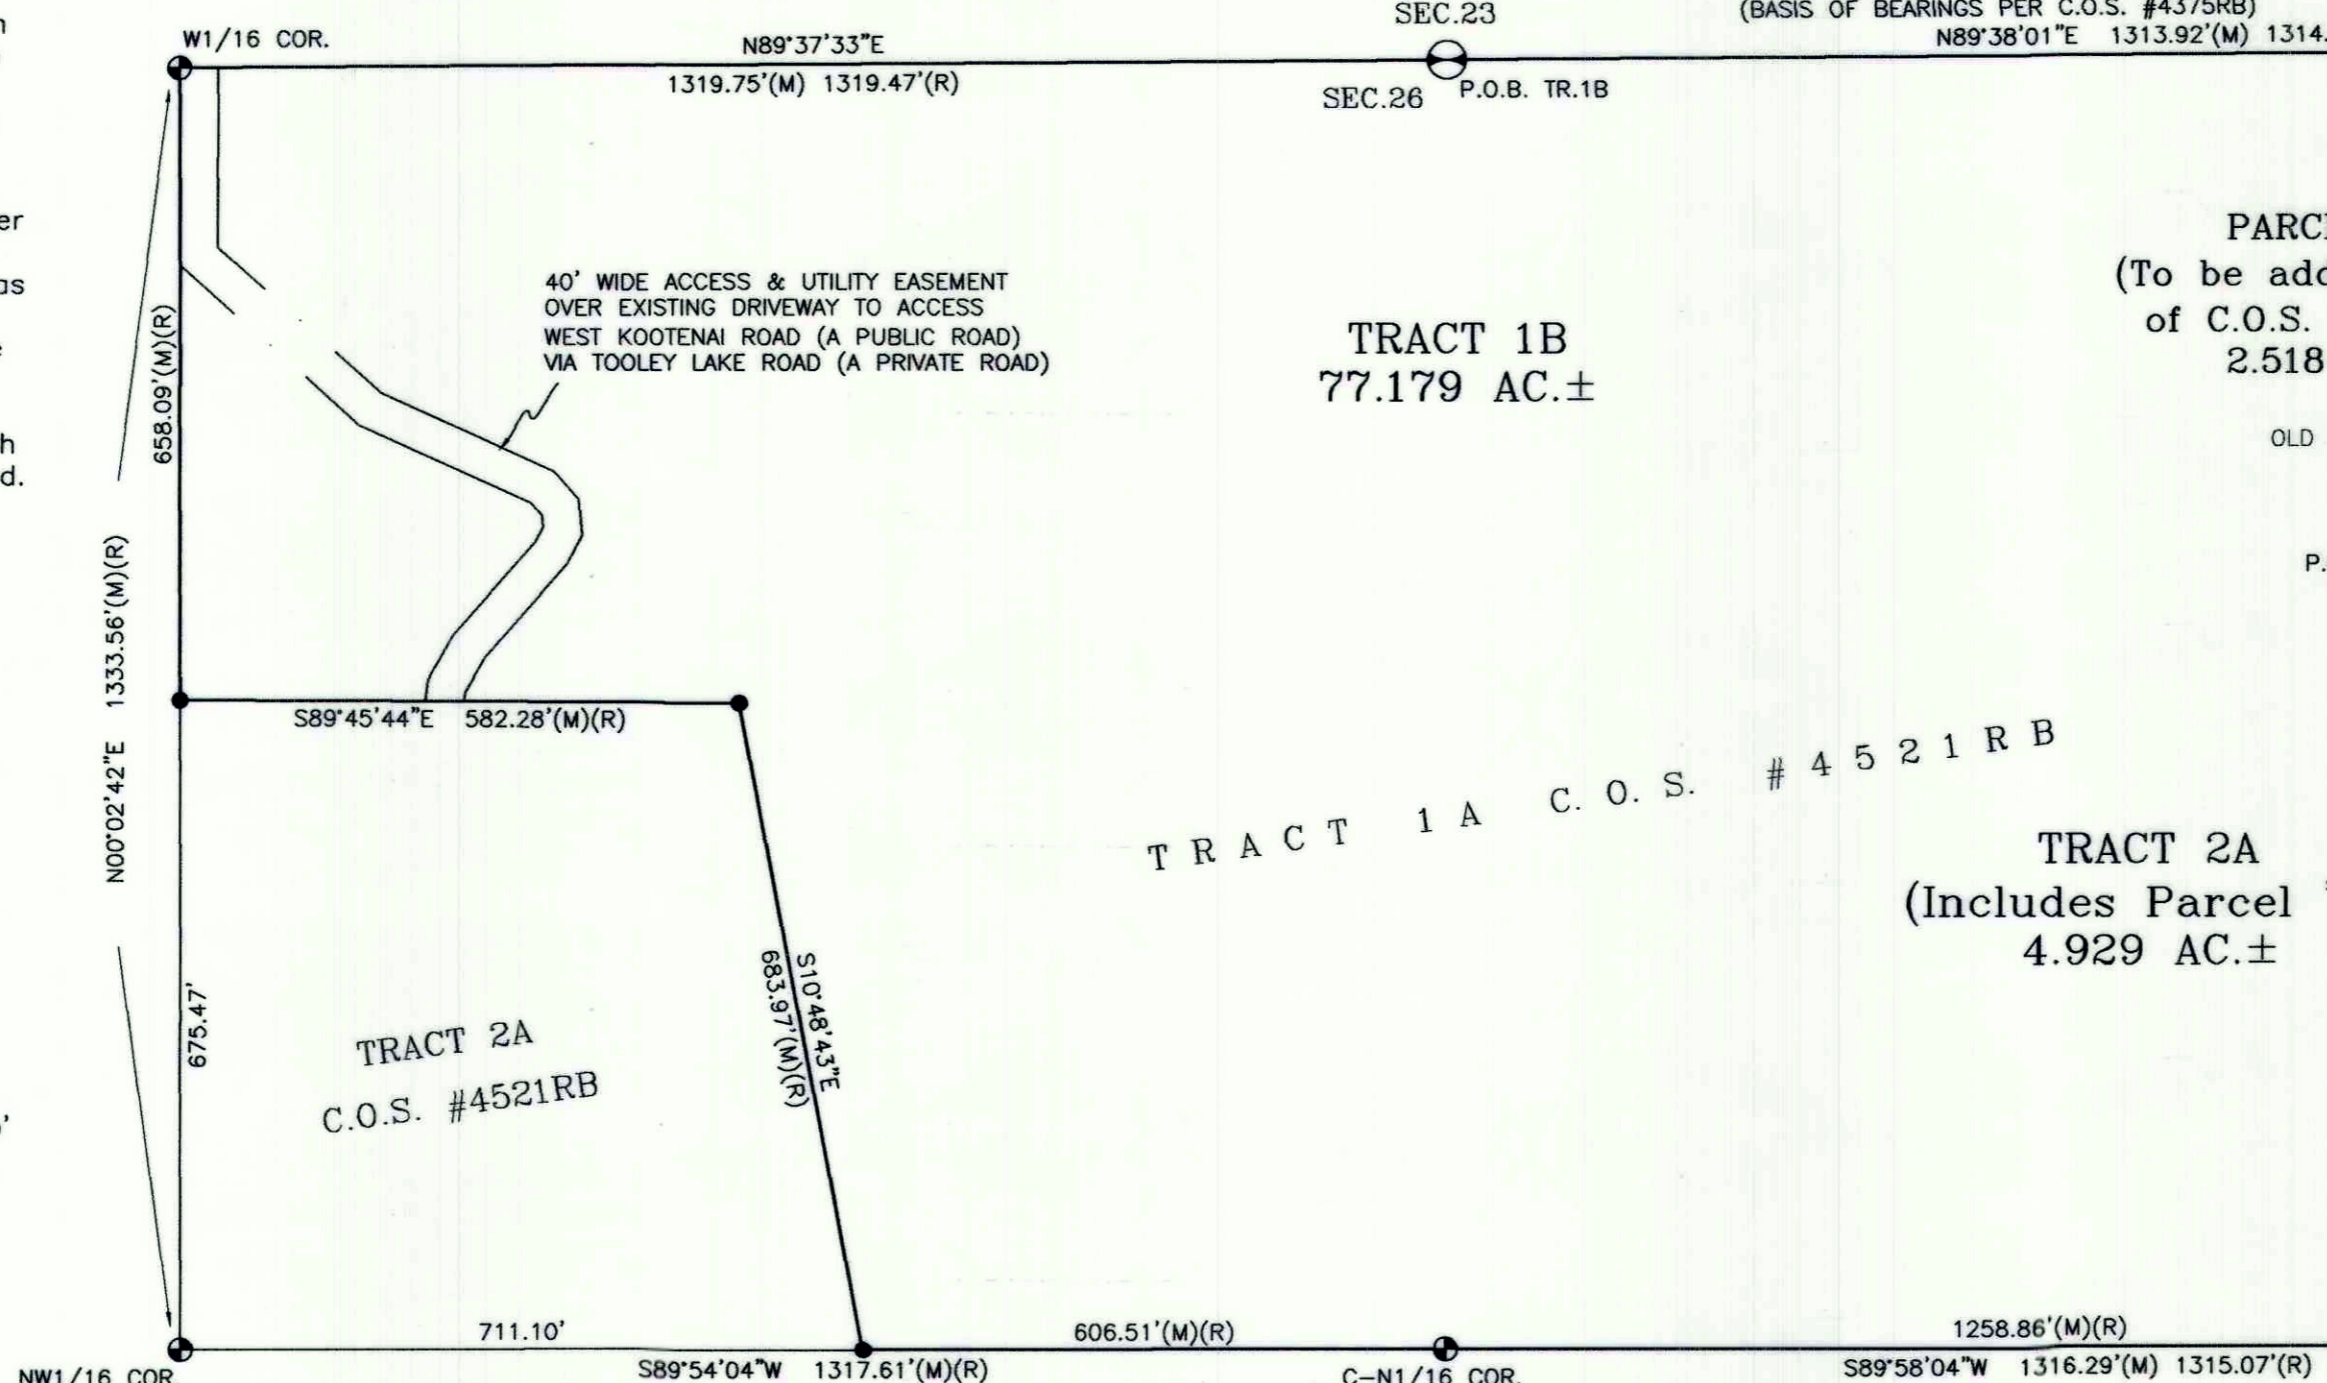 SEC.23
(BASIS OF BEARINGS PER C.O.S. #4375RB)
W1/16 COR.
N89°37'33"E
N89°38'01"E 1313.92'(M) 1314.
1319.75'(M) 1319.47'(R)
SEC.26
P.O.B. TR.1B
er
as
h
d.
40' WIDE ACCESS & UTILITY EASEMENT
OVER EXISTING DRIVEWAY TO ACCESS
WEST KOOTENAI ROAD (A PUBLIC ROAD)
VIA TOOLEY LAKE ROAD (A PRIVATE ROAD)
TRACT 1B
77.179 AC.±
(To be
of C.O.S.
2.518
OLD
658.09'(M)(R)
N00°02'42"E 1333.56'(M)(R)
S89°45'44"E 582.28'(M)(R)
TRACT 1A C.O.S. #4521RB
TRACT 2A
(Includes Parcel
4.929 AC.±
S10°48'43"E
683.97'(M)(R)
675.47'
TRACT 2A
C.O.S. #4521RB
711.10'
606.51'(M)(R)
1258.86'(M)(R)
NW1/16 COR
S89°54'04"W 1317.61'(M)(R)
C-N1/16 COR.
S89°58'04"W 1316.29'(M) 1315.07'(R)